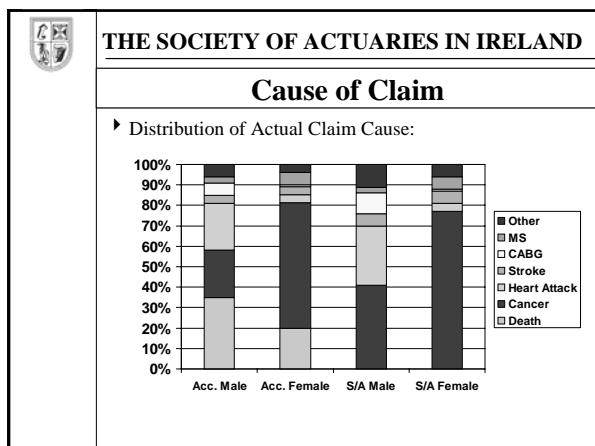 THE SOCIETY OF ACTUARIES IN IRELAND
Cause of Claim
Distribution of Actual Claim Cause:
100%
90%
80%
70%
60%
50%
40%
30%
20%
10%
0%
Acc. Male Acc. Female S/A Male S/A Female
Other
MS
CABG
Stroke
Heart Attack
Cancer
Death